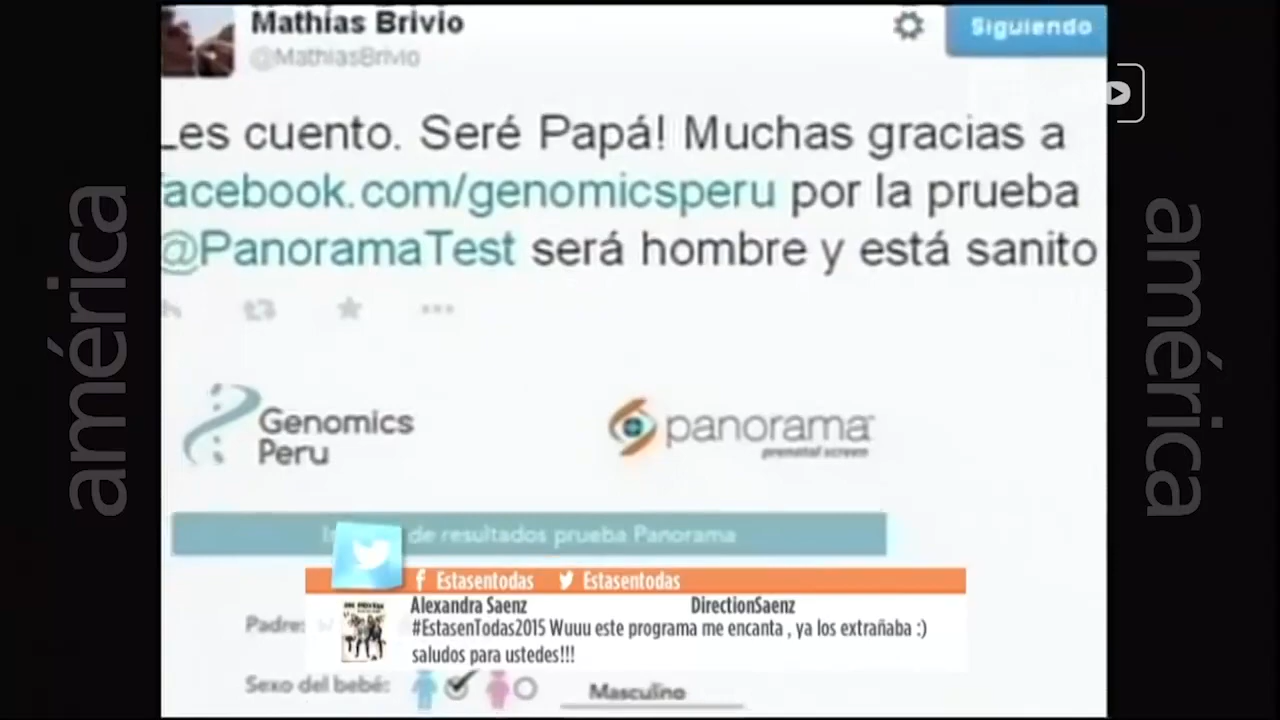 Mathías Brivio
@MathiasBrivio
Siguiendo
Les cuento. Seré Papá! Muchas gracias a
facebook.com/genomicsperu por la prueba
@PanoramaTest será hombre y está sanito
Genomics
Peru
panorama
prenatal screen
de resultados prueba Panorama
Estasentodas Estasentodas
Alexandra Saenz DirectionSaenz
#EstasenTodas2015 Wuuu este programa me encanta , ya los extrañaba :)
saludos para ustedes!!!
Padre:
Sexo del bebé: Masculino
américa
américa